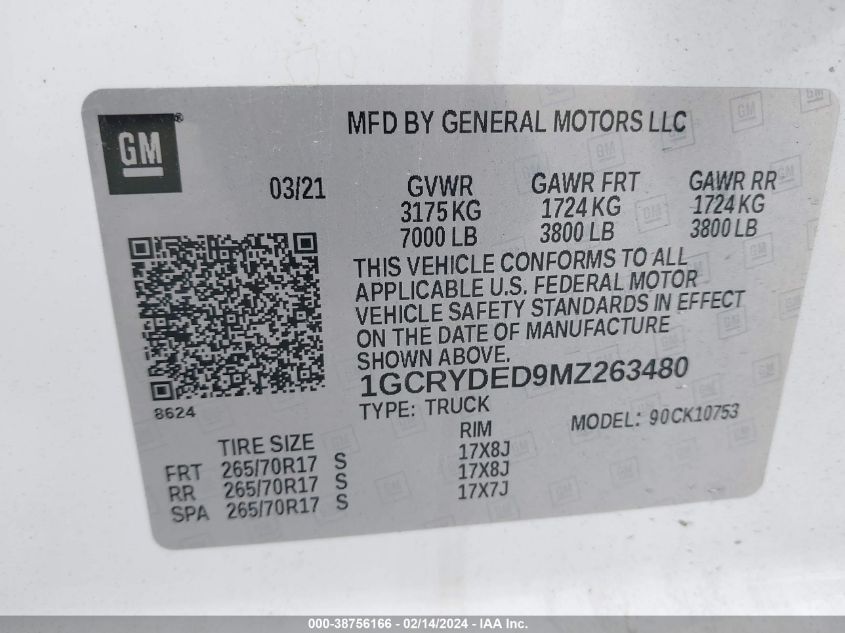 GM ®
MFD BY GENERAL MOTORS LLC
03/21
GVWR GAWR FRT GAWR RR
3175 KG 1724 KG 1724 KG
7000 LB 3800 LB 3800 LB
THIS VEHICLE CONFORMS TO ALL
APPLICABLE U.S. FEDERAL MOTOR
VEHICLE SAFETY STANDARDS IN EFFECT
ON THE DATE OF MANUFACTURE
SHOWN ABOVE.
1GCRYDED9MZ263480
8624
TYPE: TRUCK MODEL: 90CK10753
TIRE SIZE RIM
FRT 265/70R17 S 17X8J
RR 265/70R17 S 17X8J
SPA 265/70R17 S 17X7J
000-38756166 - 02/14/2024 - IAA Inc.